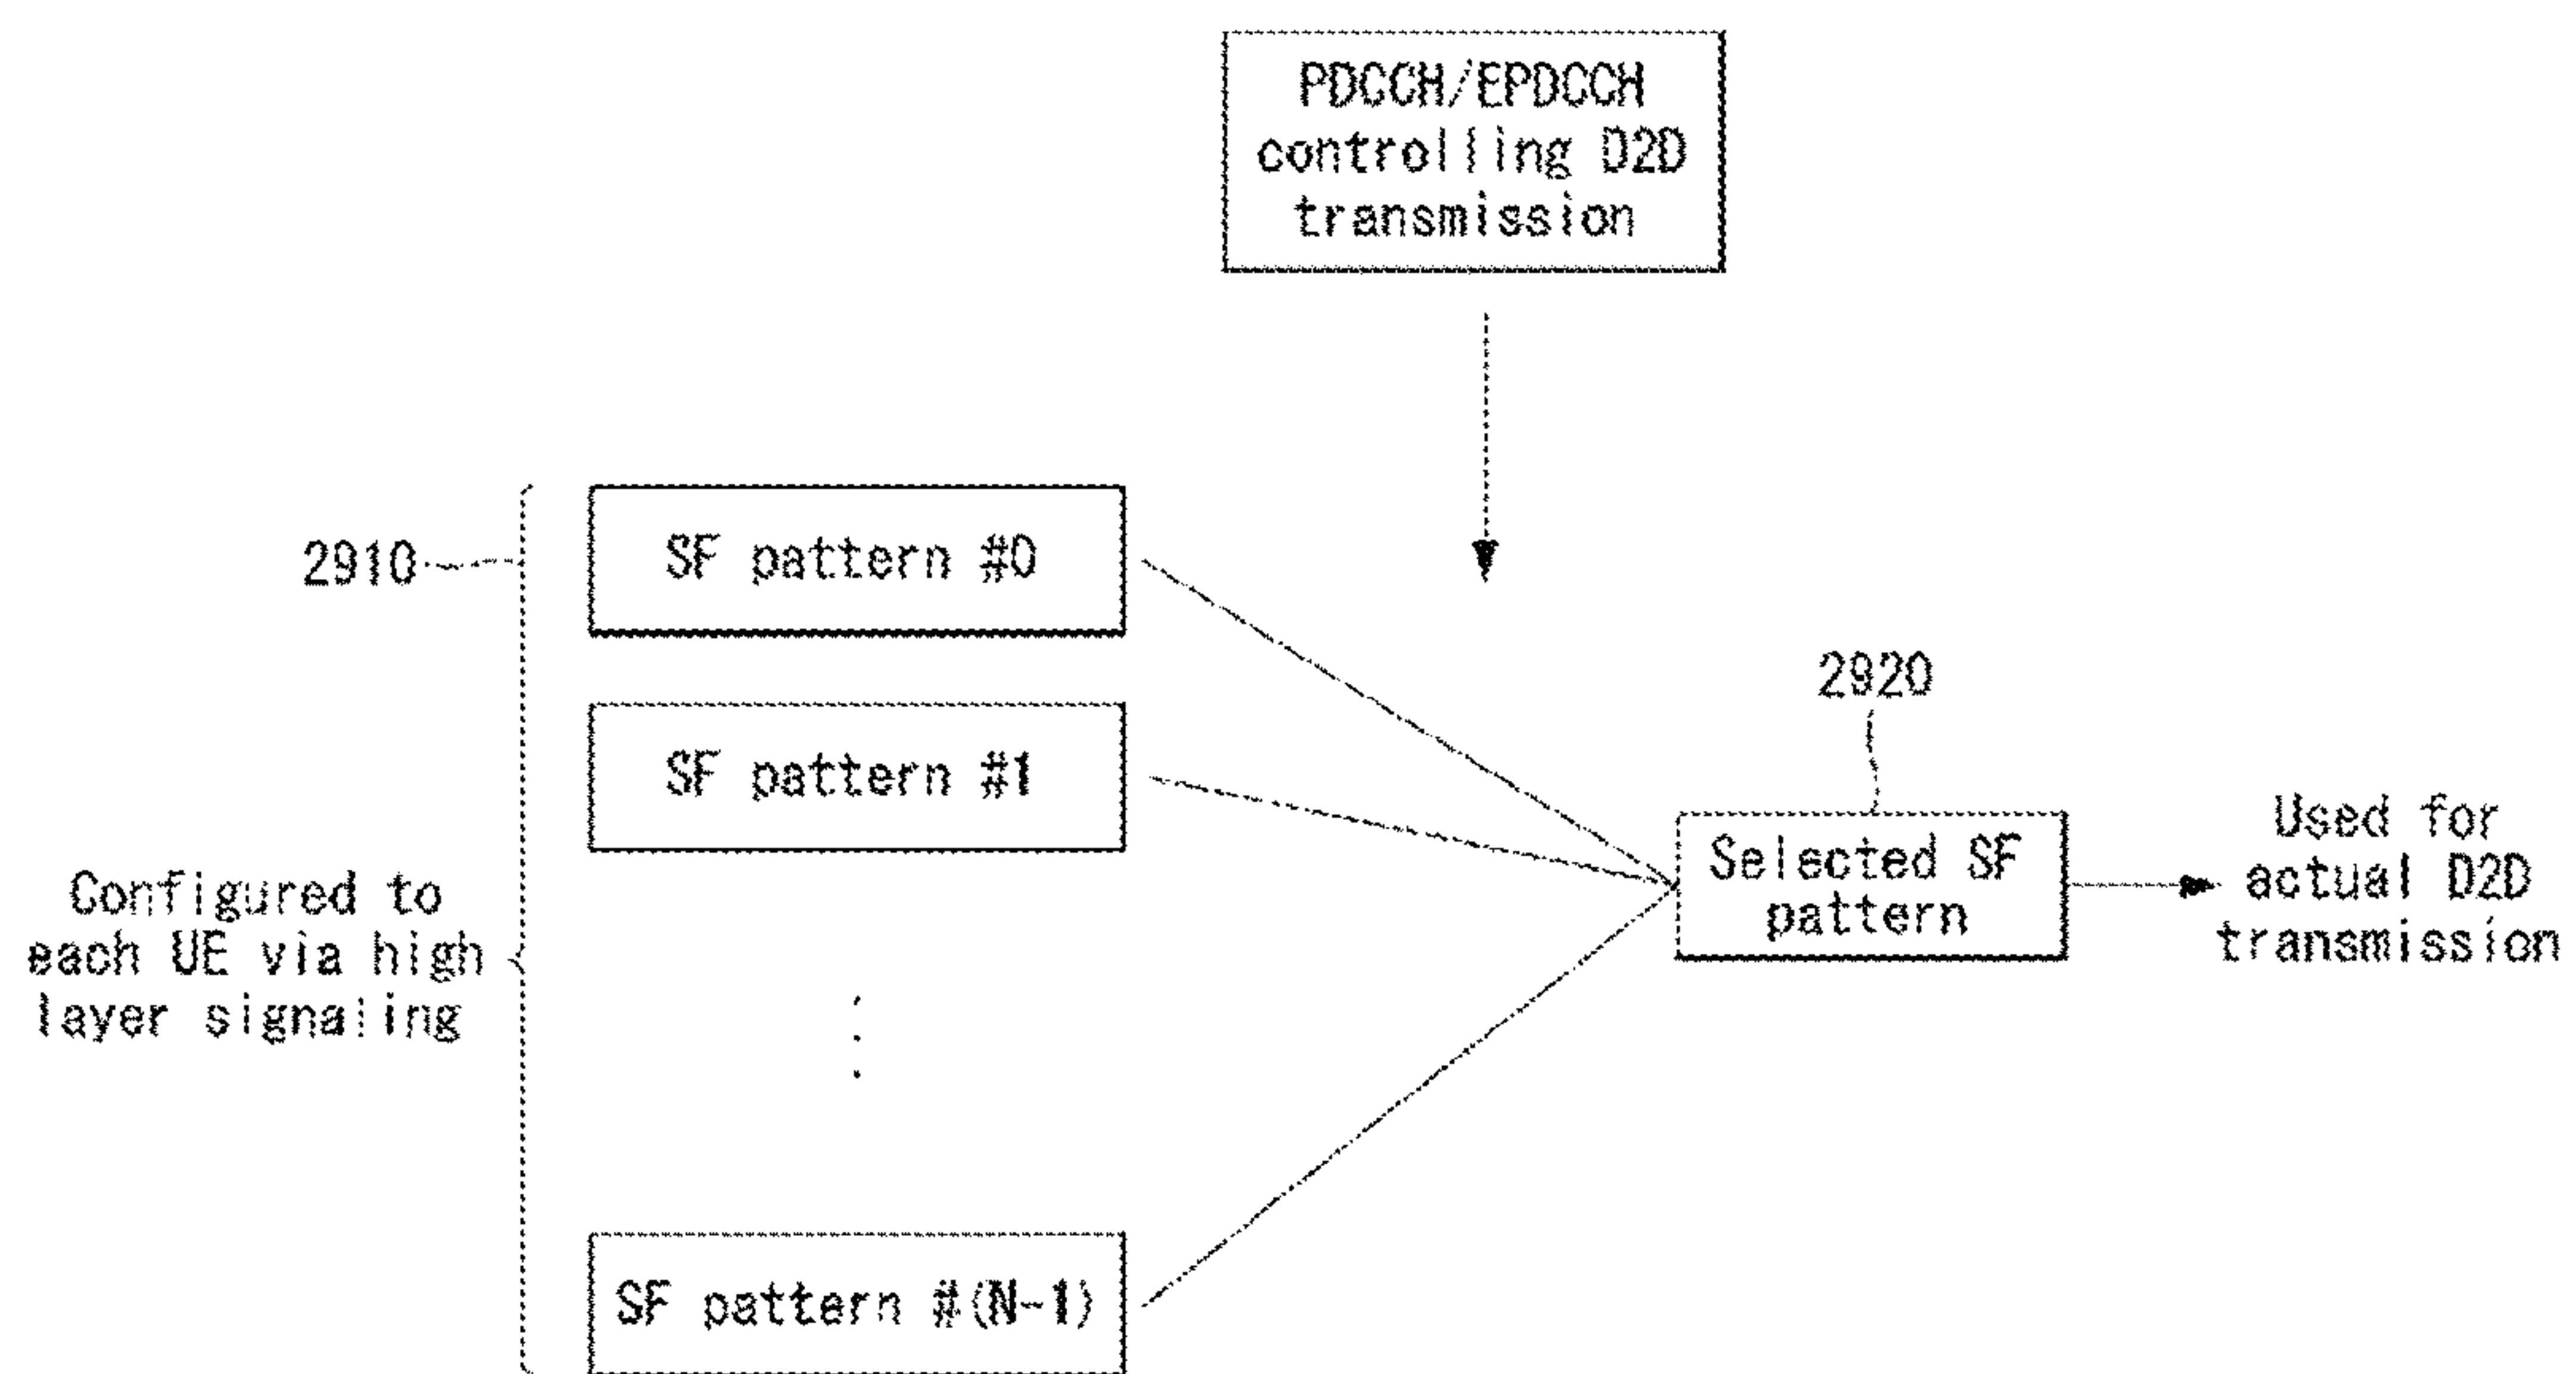 PDCCH/EPDCCH
controlling D2D
transmission
2910
SF pattern #0
SF pattern #1
Configured to
each UE via high
layer signaling
SF pattern #(N-1)
2920
Selected SF
pattern
Used for
actual D2D
transmission